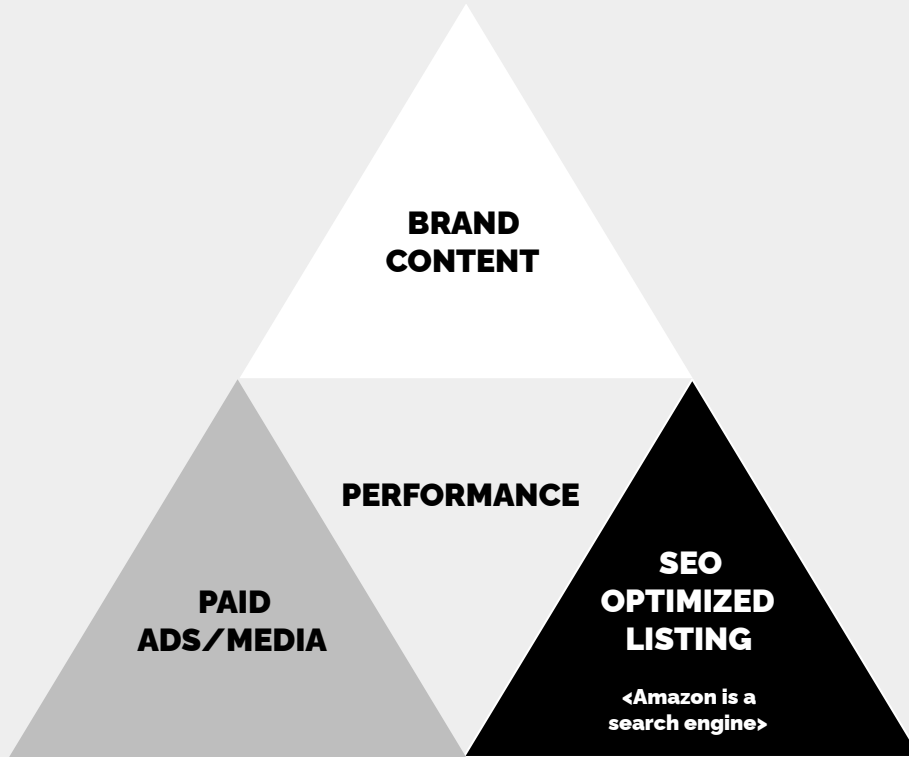 BRAND
CONTENT
PERFORMANCE
PAID
ADS/MEDIA
SEO
OPTIMIZED
LISTING
<Amazon is a
search engine>